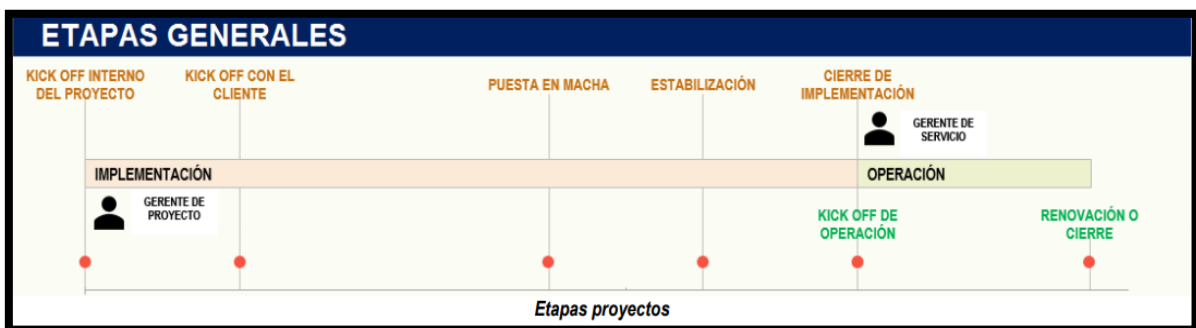 ETAPAS GENERALES
KICK OFF INTERNO
DEL PROYECTO
KICK OFF CON EL
CLIENTE
PUESTA EN MACHA
ESTABILIZACIÓN
CIERRE DE
IMPLEMENTACIÓN
GERENTE DE
SERVICIO
IMPLEMENTACIÓN
OPERACIÓN
GERENTE DE
PROYECTO
KICK OFF DE
OPERACIÓN
RENOVACIÓN O
CIERRE
Etapas proyectos